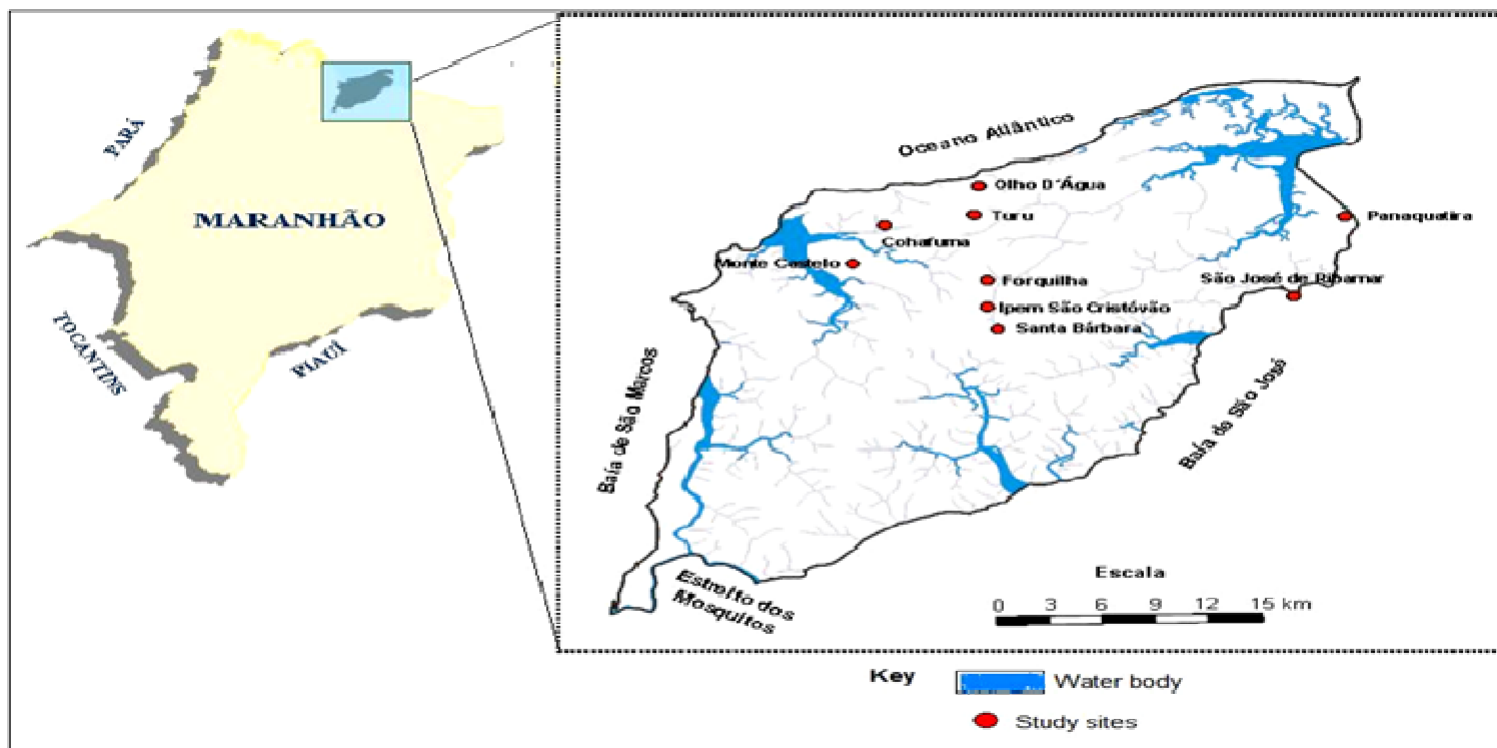 PARÁ
MARANHÃO
TOCANTINS
PIAUÍ
Oceano Atlântico
Olho D´Água
Turu
Cohafuma
Monte Castelo
Panaquatira
Forquilha
São José de Ribamar
Ipem São Cristóvão
Santa Bárbara
Baía de São Marcos
Baía de São José
Estreito dos
Mosquitos
Escala
0 3 6 9 12 15 km
Key
Water body
Study sites